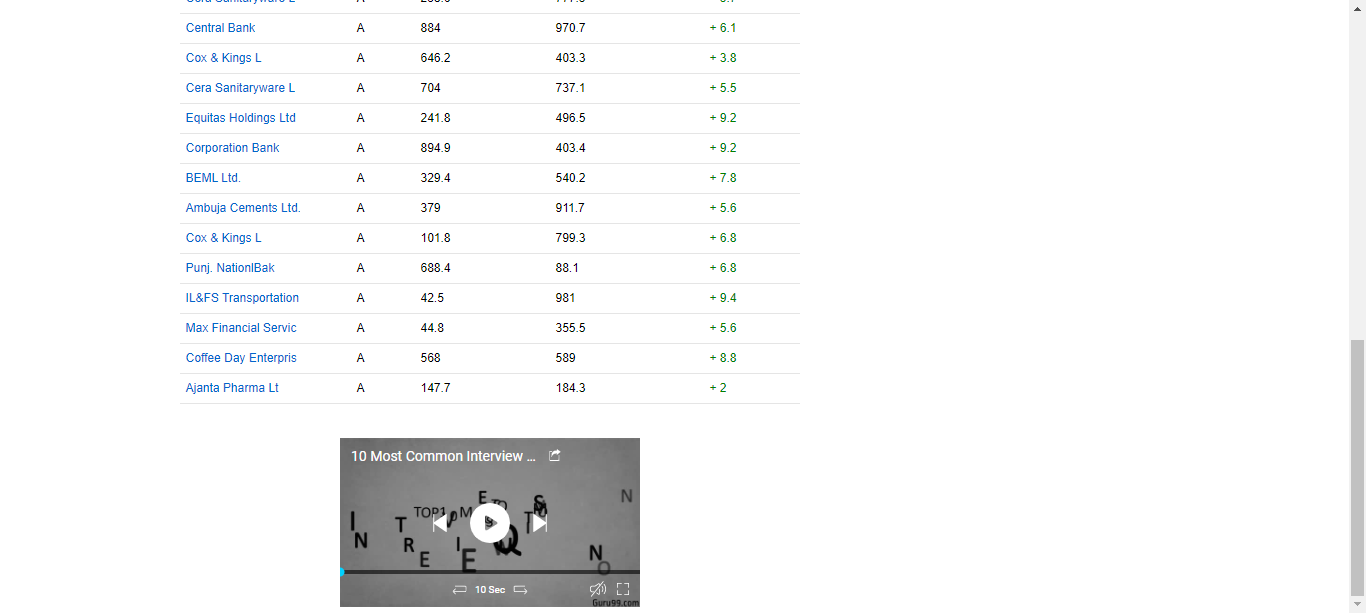 Central Bank A 884 970.7 + 6.1
Cox & Kings L A 646.2 403.3 + 3.8
Cera Sanitaryware L A 704 737.1 + 5.5
Equitas Holdings Ltd A 241.8 496.5 + 9.2
Corporation Bank A 894.9 403.4 + 9.2
BEML Ltd. A 329.4 540.2 + 7.8
Ambuja Cements Ltd. A 379 911.7 + 5.6
Cox & Kings L A 101.8 799.3 + 6.8
Punj. NationlBak A 688.4 88.1 + 6.8
IL&FS Transportation A 42.5 981 + 9.4
Max Financial Servic A 44.8 355.5 + 5.6
Coffee Day Enterpris A 568 589 + 8.8
Ajanta Pharma Lt A 147.7 184.3 + 2
10 Most Common Interview ...
10 Sec
Guru99.com